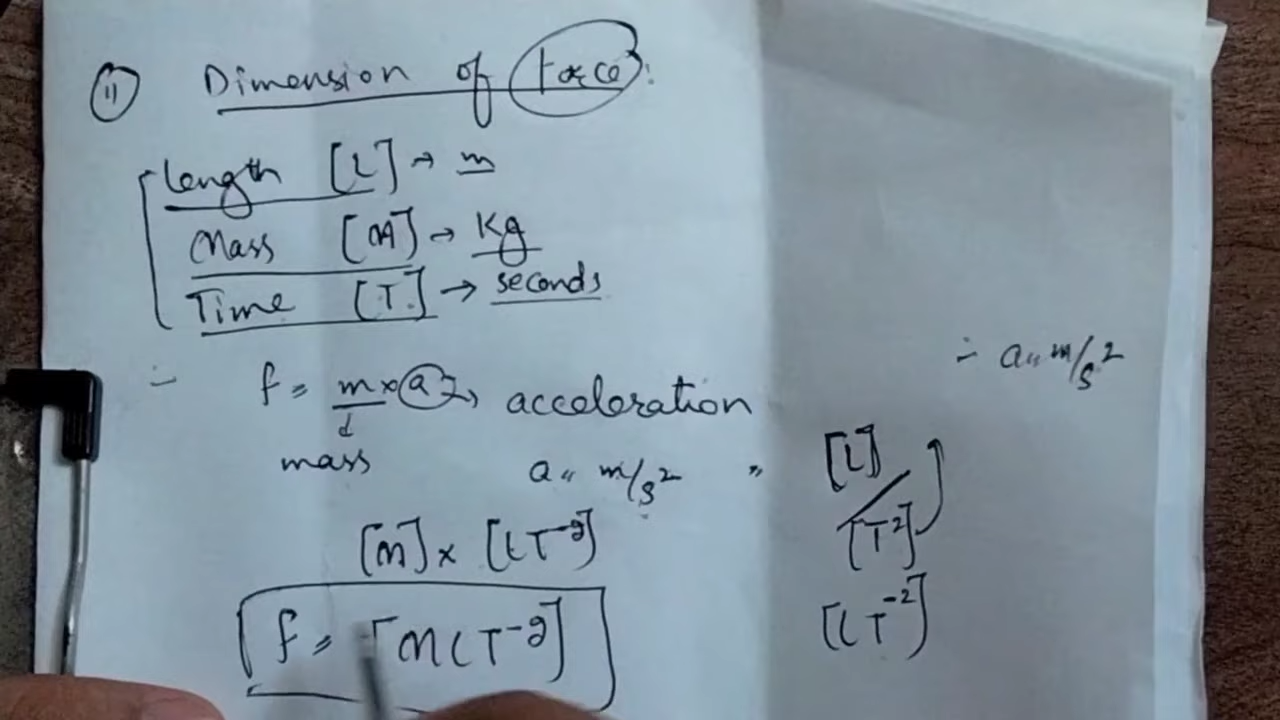 11 Dimension of force:
Length [L] → m
Mass [M] → Kg
Time [T] → seconds
∴ f = m × a → acceleration
mass
a = m/s²
[M] × [LT⁻²]
f = [MLT⁻²]
∴ a = m/s²
= [L]
/
[T²]
[LT⁻²]